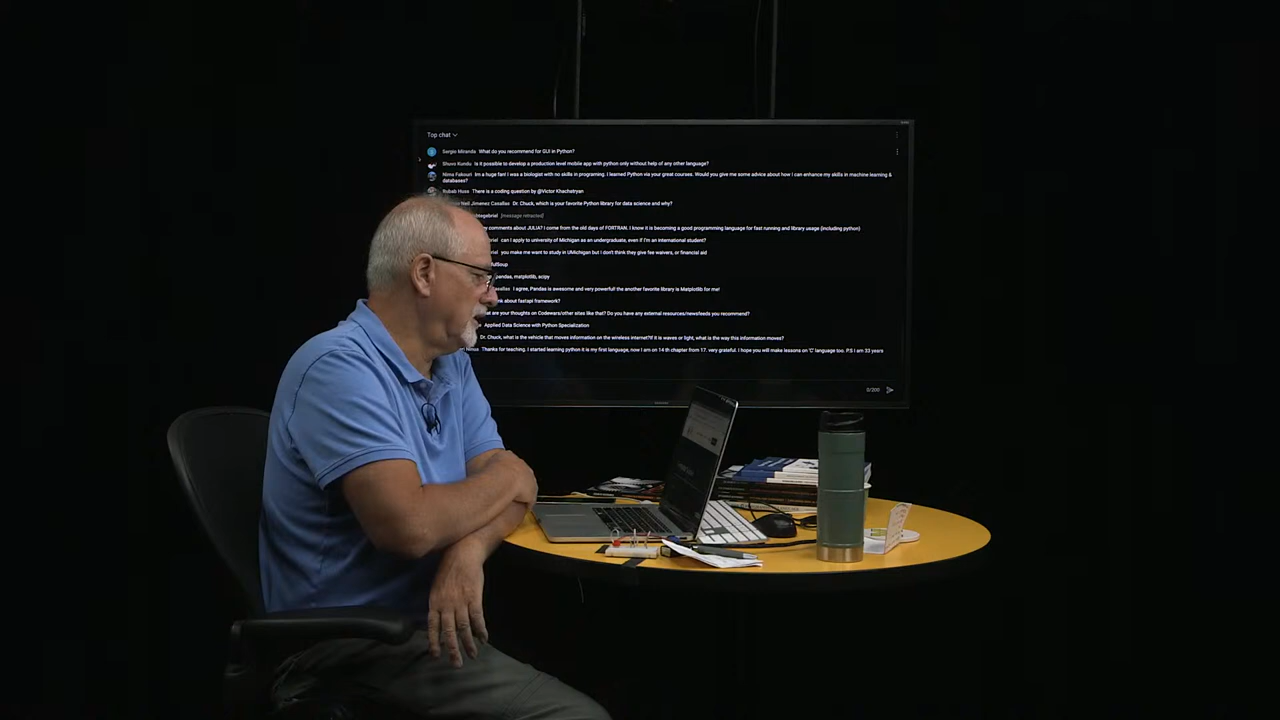 Top chat
Sergio Miranda What do you recommend for GUI in Python?
Shuvo Kundu Is it possible to develop a production level mobile app with python only without help of any other language?
Nima Fakouri Im a huge fan! I was a biologist with no skills in programing. I learned Python via your great courses. Would you give me some advice about how I can enhance my skills in machine learning &
databases?
Rubab Huss There is a coding question by @Victor Khachatryan
Neil Jimenez Casallas Dr. Chuck, which is your favorite Python library for data science and why?
[message retracted]
comments about JULIA? I come from the old days of FORTRAN. I know it is becoming a good programming language for fast running and library usage (including python)
can I apply to university of Michigan as an undergraduate, even if I'm an international student?
you make me want to study in UMichigan but I don't think they give fee waivers, or financial aid
pandas, matplotlib, scipy
I agree, Pandas is awesome and very powerful! the another favorite library is Matplotlib for me!
about fastapi framework?
are your thoughts on Codewars/other sites like that? Do you have any external resources/newsfeeds you recommend?
Applied Data Science with Python Specialization
Dr. Chuck, what is the vehicle that moves information on the wireless internet?If it is waves or light, what is the way this information moves?
Thanks for teaching. I started learning python it is my first language, now I am on 14 th chapter from 17. very grateful. I hope you will make lessons on 'C' language too. P.S I am 33 years
0/200